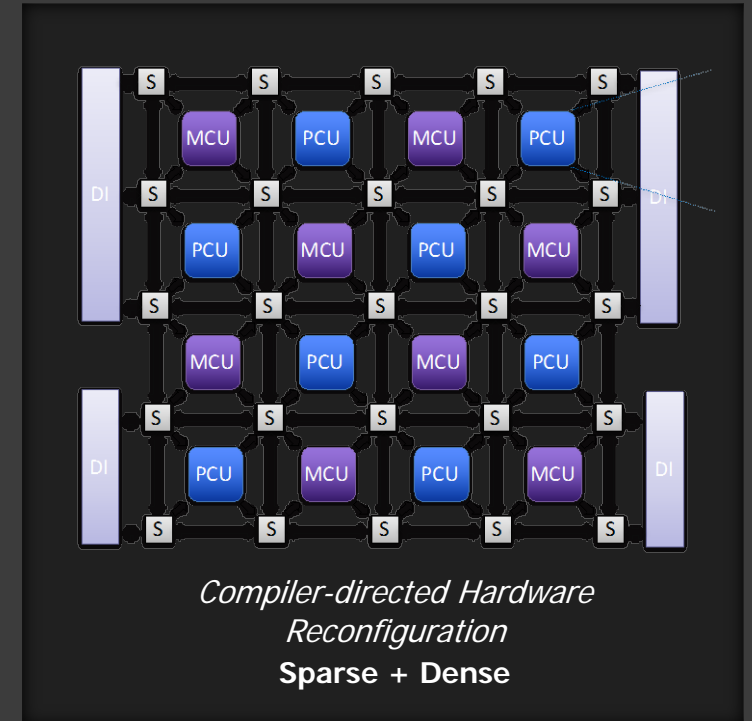 S S S S S
MCU PCU MCU PCU
DI S S S S S DI
PCU MCU PCU MCU
S S S S S
MCU PCU MCU PCU
S S S S S
DI PCU MCU PCU MCU DI
S S S S S
Compiler-directed Hardware
Reconfiguration
Sparse + Dense